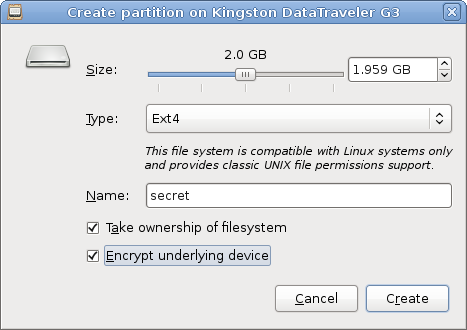 Create partition on Kingston DataTraveler G3
2.0 GB
Size:
1.959 GB
Type:
Ext4
This file system is compatible with Linux systems only
and provides classic UNIX file permissions support.
Name:
secret
Take ownership of filesystem
Encrypt underlying device
Cancel
Create